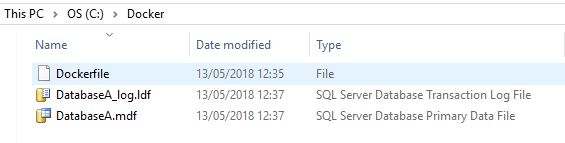 This PC > OS (C:) > Docker
Name Date modified Type
Dockerfile 13/05/2018 12:35 File
DatabaseA_log.ldf 13/05/2018 12:37 SQL Server Database Transaction Log File
DatabaseA.mdf 13/05/2018 12:37 SQL Server Database Primary Data File